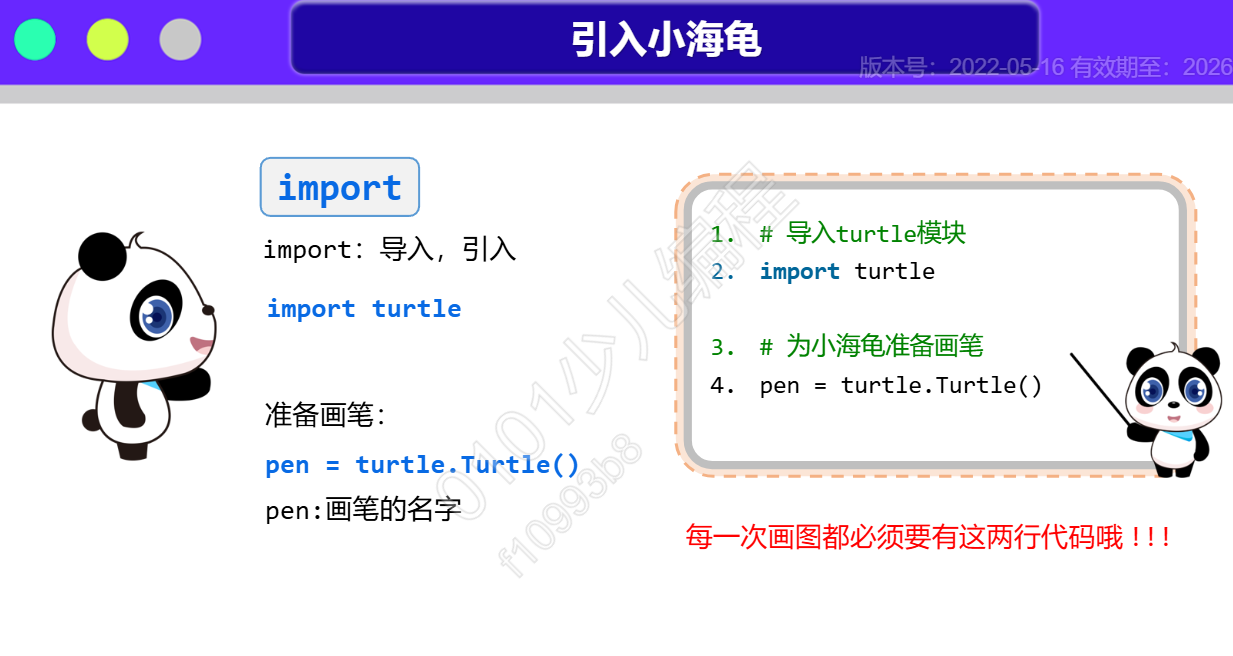 引入小海龟
版本号：2022-05-16 有效期至：2026
import
import：导入，引入
import turtle
准备画笔：
pen = turtle.Turtle()
pen:画笔的名字
1. # 导入turtle模块
2. import turtle
3. # 为小海龟准备画笔
4. pen = turtle.Turtle()
每一次画图都必须要有这两行代码哦 ! ! !
0101少儿编程
f10993b8